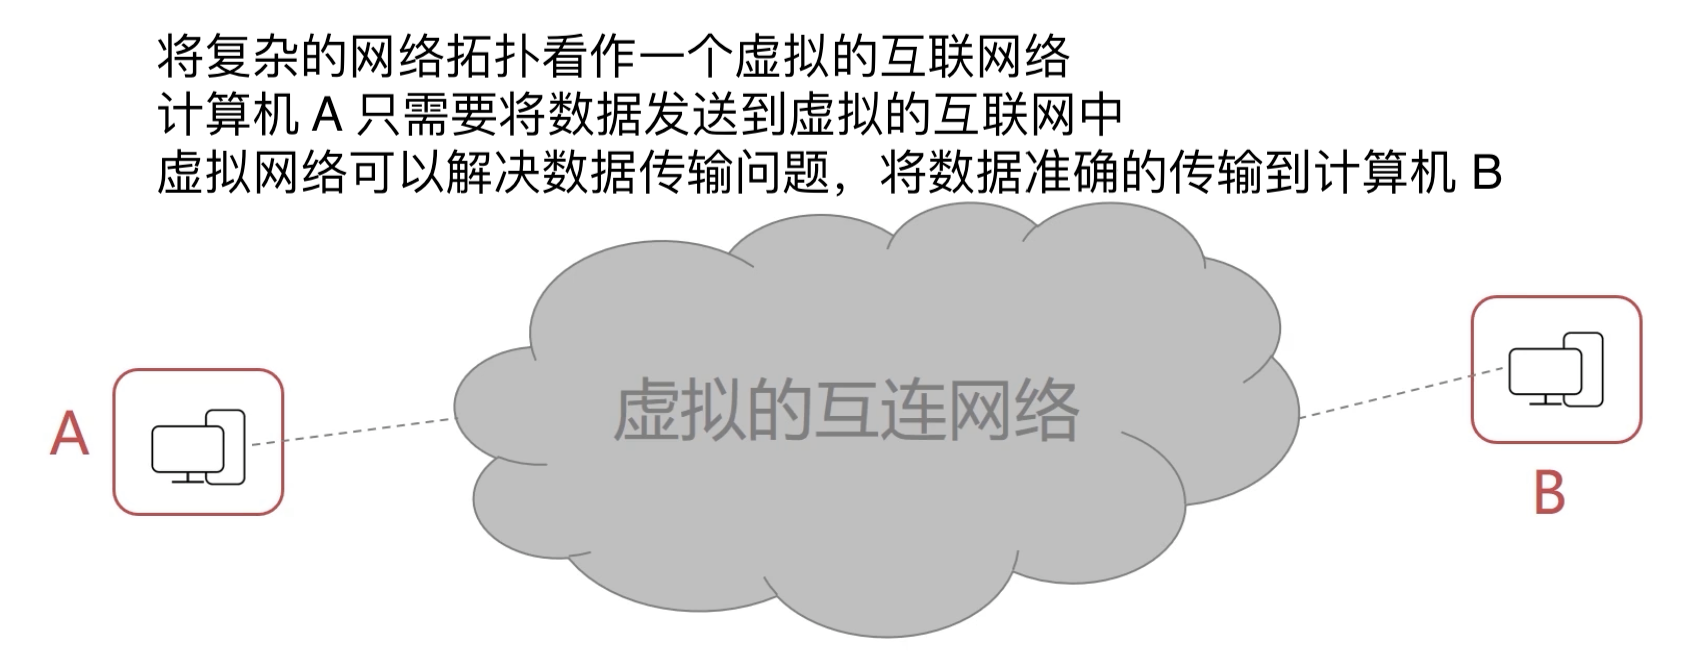 将复杂的网络拓扑看作一个虚拟的互联网络
计算机 A 只需要将数据发送到虚拟的互联网中
虚拟网络可以解决数据传输问题，将数据准确的传输到计算机 B
虚拟的互连网络
A
B